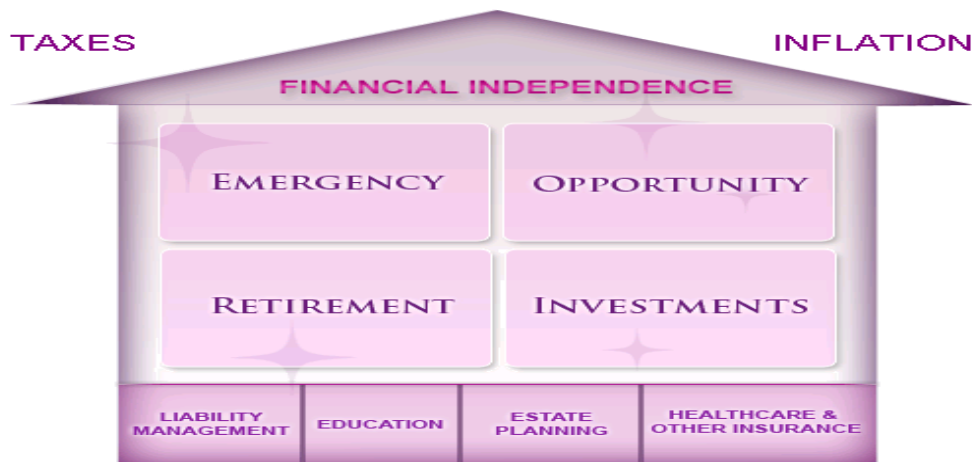 TAXES
INFLATION
FINANCIAL INDEPENDENCE
EMERGENCY
OPPORTUNITY
RETIREMENT
INVESTMENTS
LIABILITY
MANAGEMENT
EDUCATION
ESTATE
PLANNING
HEALTHCARE &
OTHER INSURANCE